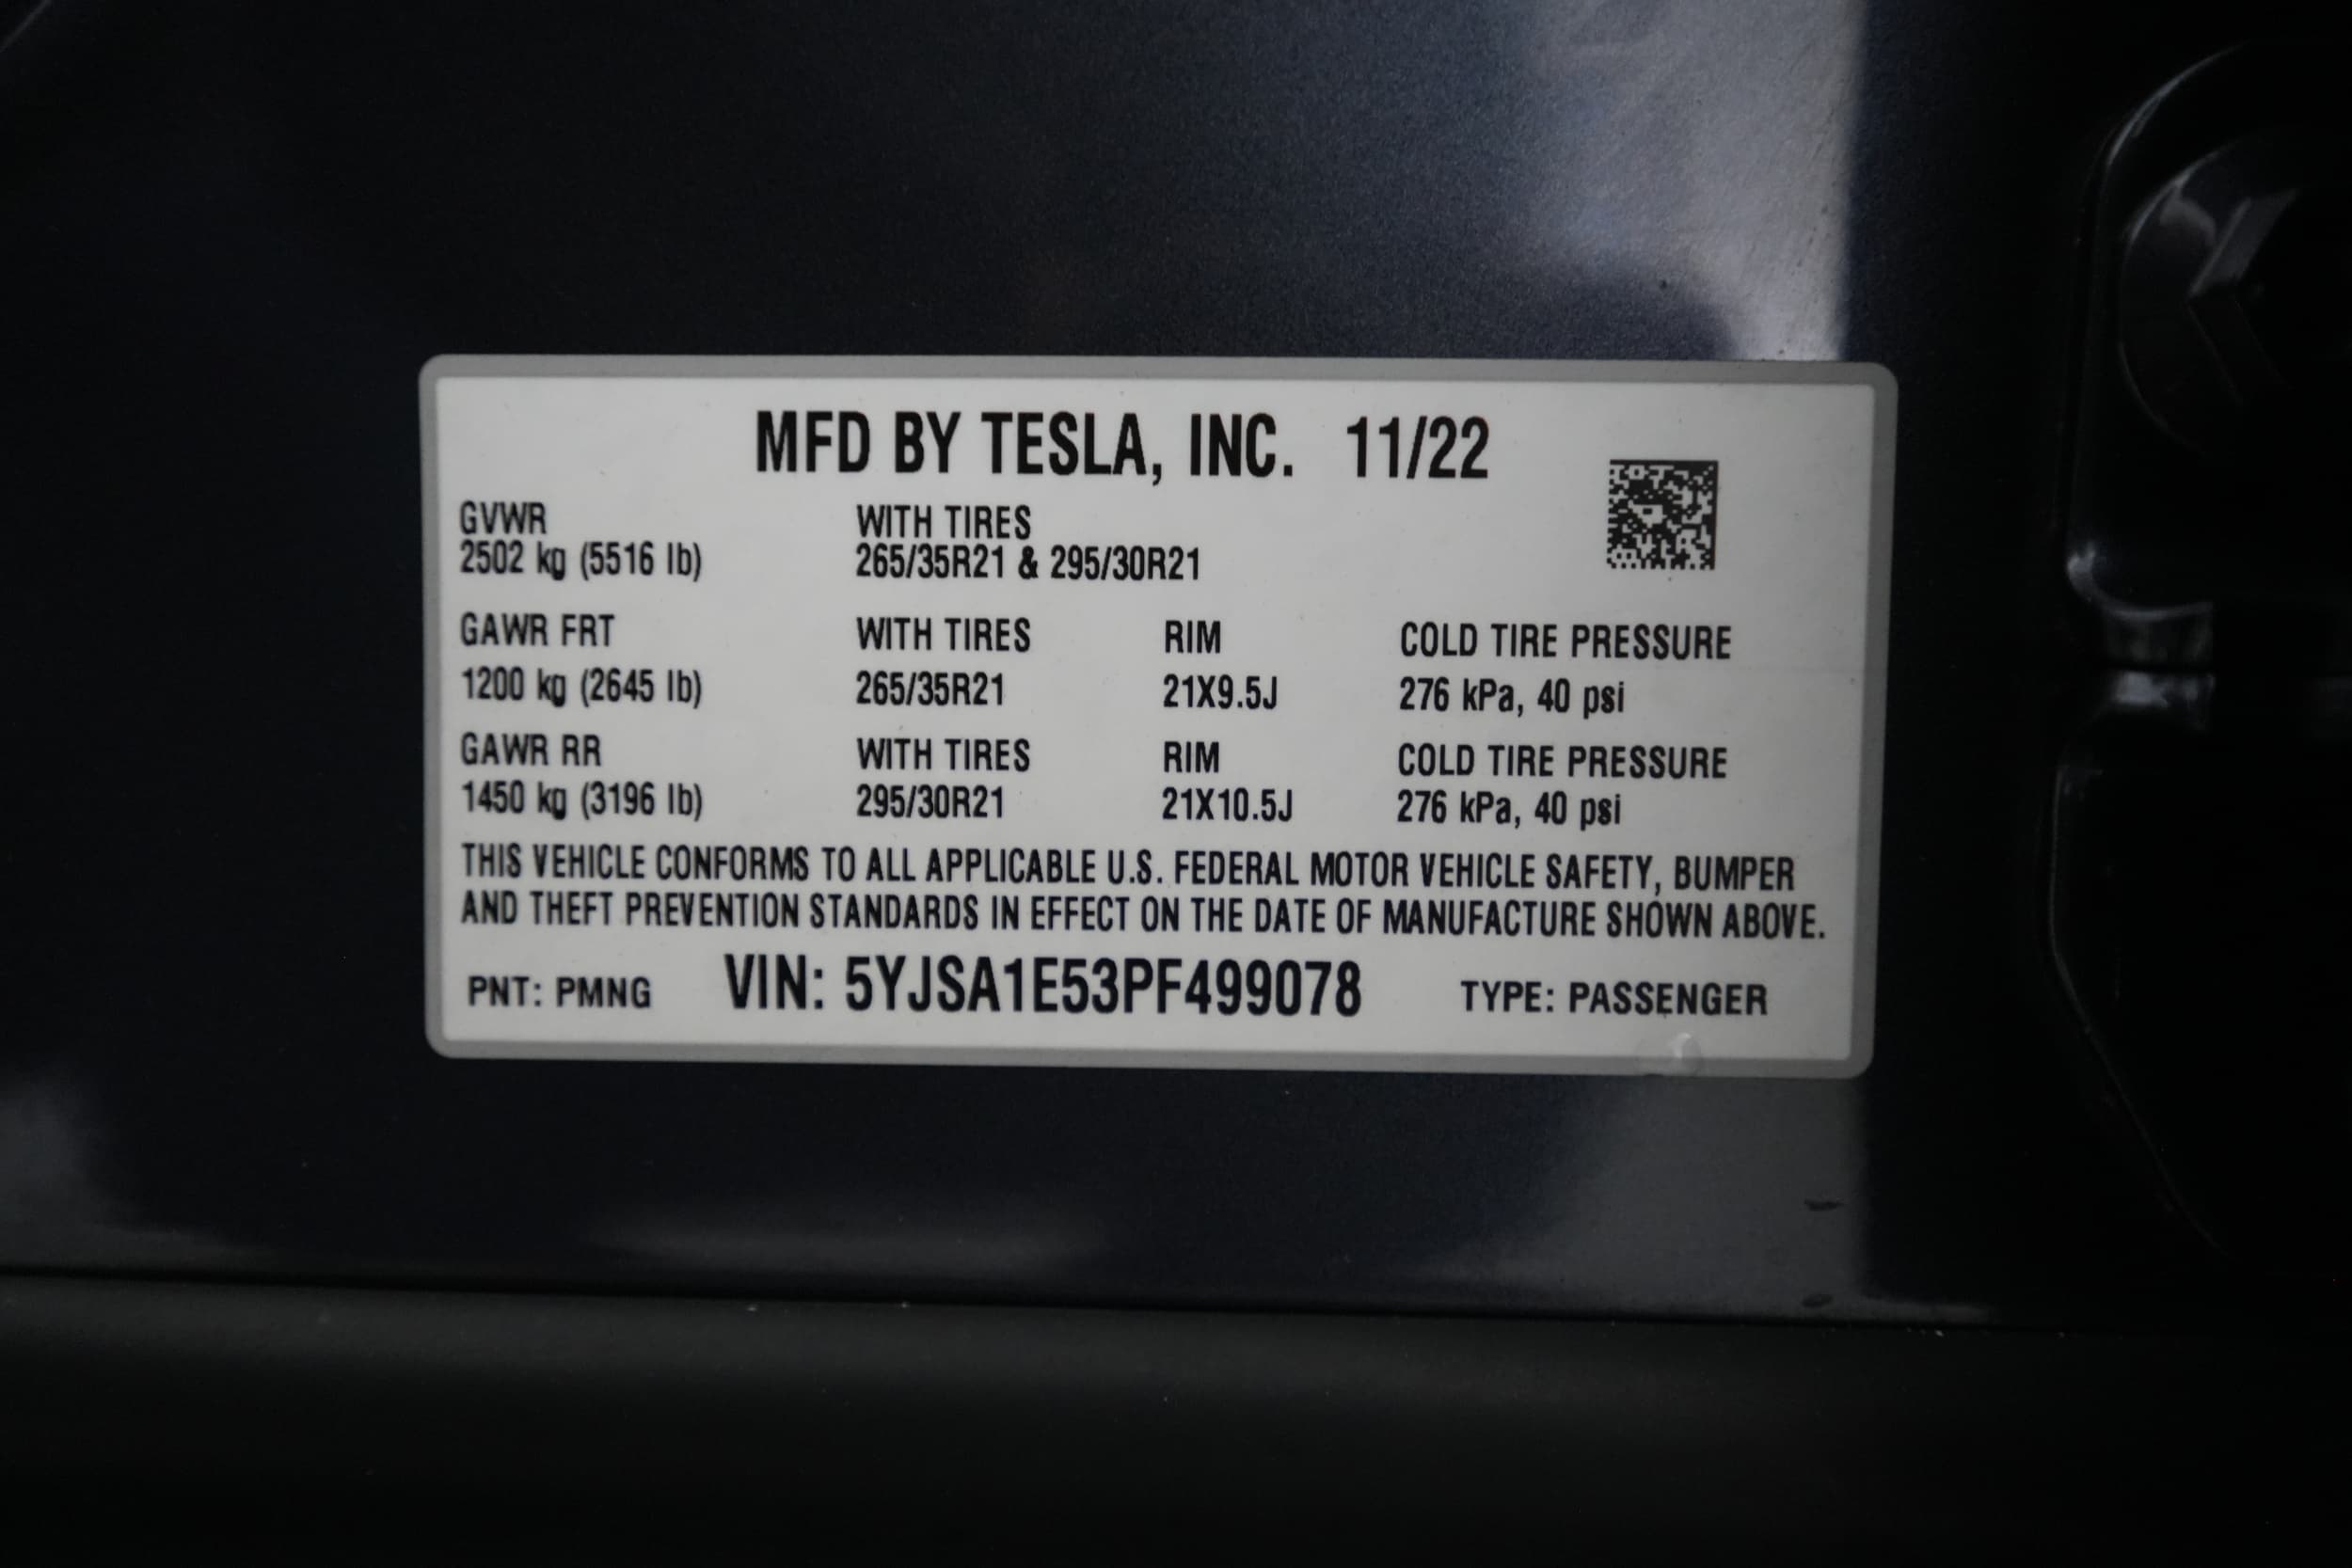 MFD BY TESLA, INC. 11/22
GVWR WITH TIRES
2502 kg (5516 lb) 265/35R21 & 295/30R21
GAWR FRT WITH TIRES RIM COLD TIRE PRESSURE
1200 kg (2645 lb) 265/35R21 21X9.5J 276 kPa, 40 psi
GAWR RR WITH TIRES RIM COLD TIRE PRESSURE
1450 kg (3196 lb) 295/30R21 21X10.5J 276 kPa, 40 psi
THIS VEHICLE CONFORMS TO ALL APPLICABLE U.S. FEDERAL MOTOR VEHICLE SAFETY, BUMPER
AND THEFT PREVENTION STANDARDS IN EFFECT ON THE DATE OF MANUFACTURE SHOWN ABOVE.
PNT: PMNG VIN: 5YJSA1E53PF499078 TYPE: PASSENGER